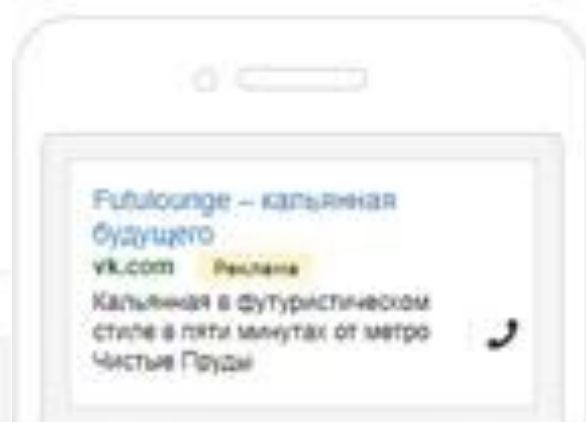 Futulounge – кальянная
будущего
vk.com Реклама
Кальянная в футуристическом
стиле в пяти минутах от метро
Чистые Пруды